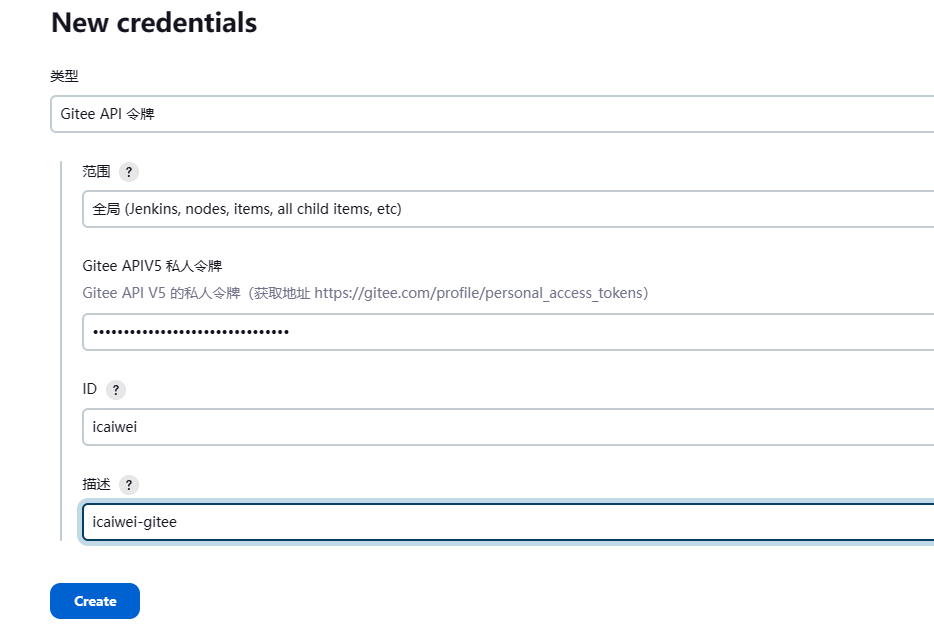 New credentials
类型
Gitee API 令牌
范围 ?
全局 (Jenkins, nodes, items, all child items, etc)
Gitee APIV5 私人令牌
Gitee API V5 的私人令牌（获取地址 https://gitee.com/profile/personal_access_tokens）
••••••••••••••••••••••••••••••••
ID ?
icaiwei
描述 ?
icaiwei-gitee
Create